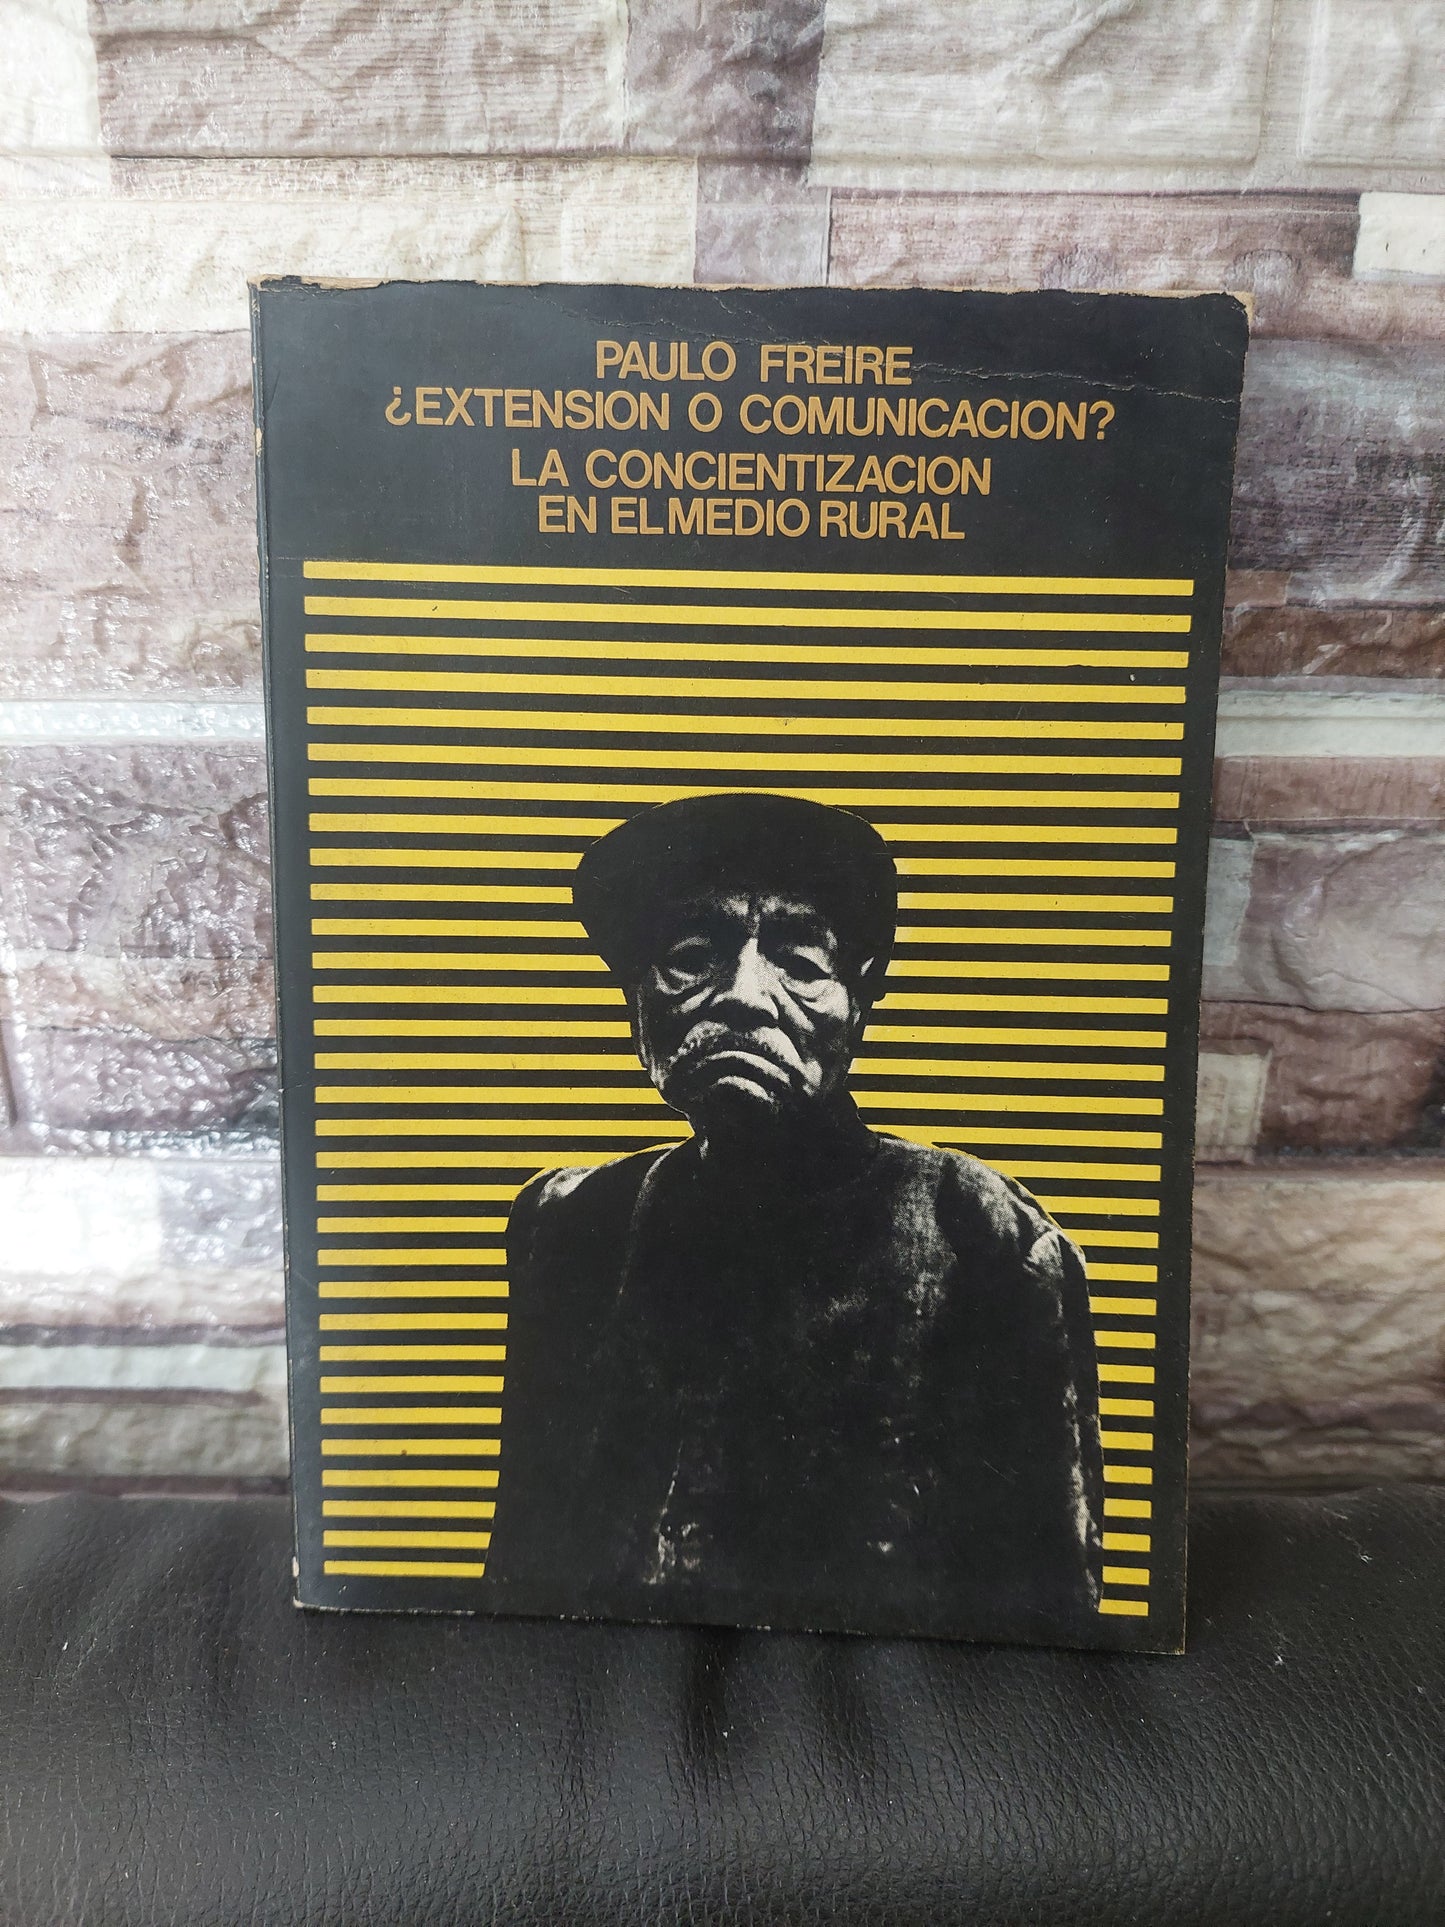 PAULO FREIRE
¿EXTENSION O COMUNICACION?
LA CONCIENTIZACION
EN EL MEDIO RURAL